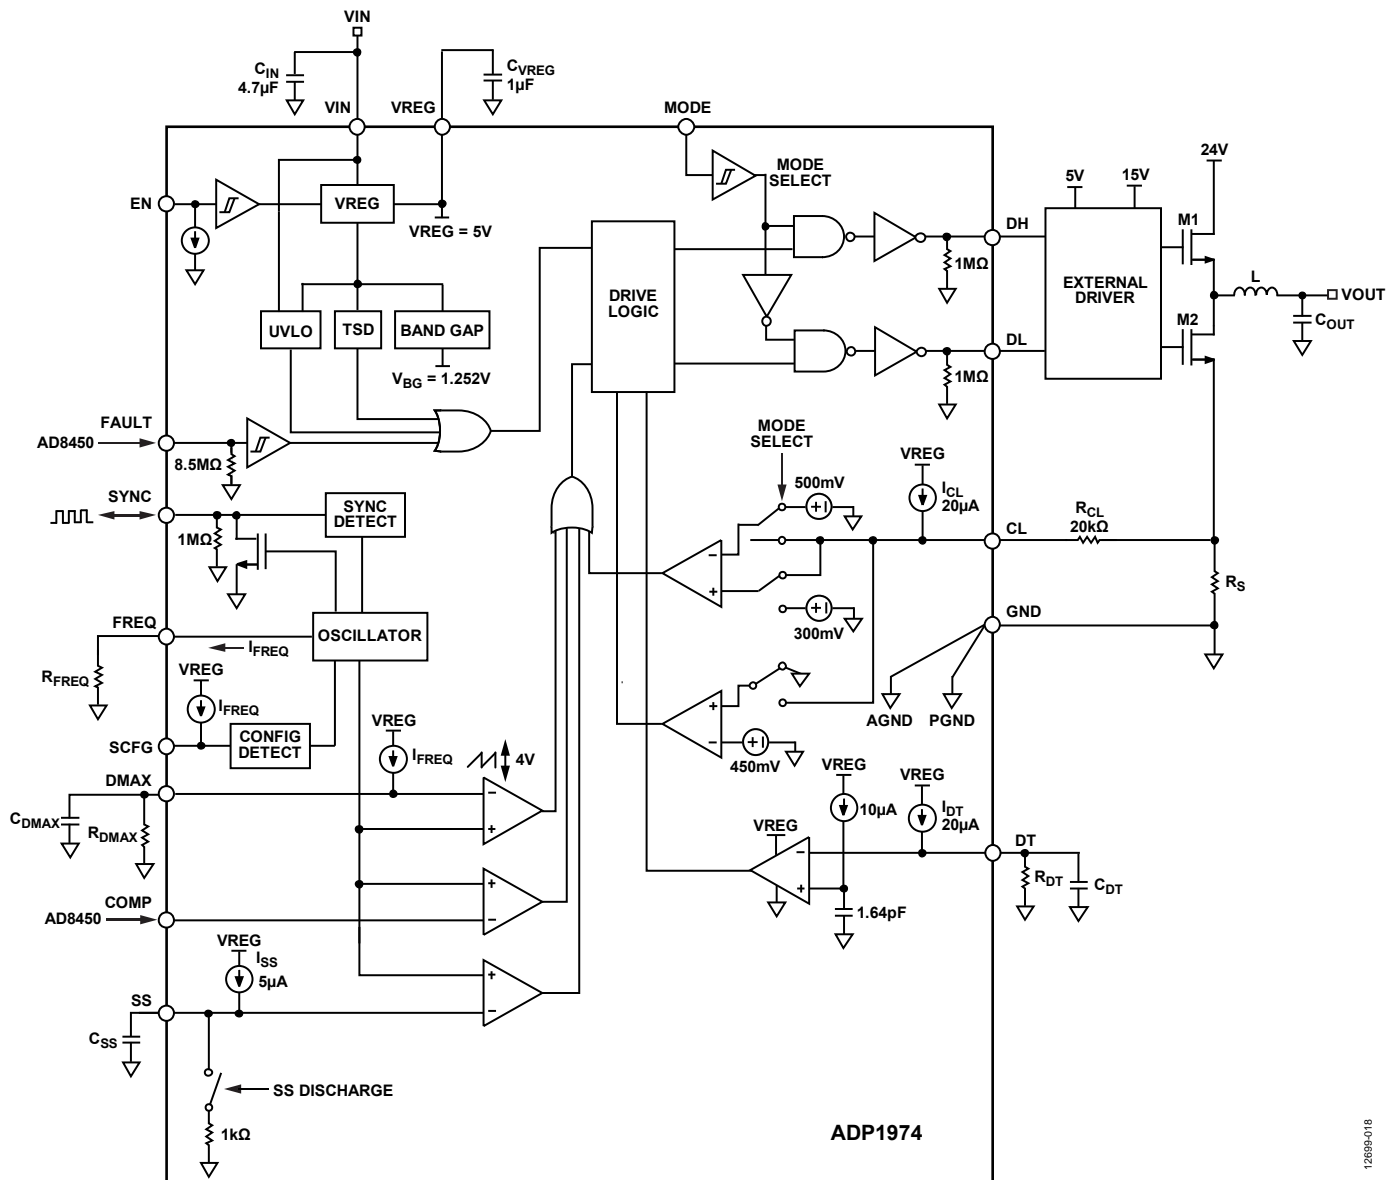 VIN
CIN
4.7µF
CVREG
1µF
VIN
VREG
MODE
EN
VREG
VREG = 5V
MODE
SELECT
24V
5V
15V
M1
DH
1MΩ
DRIVE
LOGIC
EXTERNAL
DRIVER
L
VOUT
COUT
M2
UVLO
TSD
BAND GAP
VBG = 1.252V
DL
1MΩ
FAULT
AD8450
8.5MΩ
SYNC
SYNC
DETECT
1MΩ
MODE
SELECT
500mV
VREG
ICL
20µA
CL
RCL
20kΩ
–
+
300mV
RS
GND
FREQ
OSCILLATOR
IFREQ
RFREQ
VREG
IFREQ
SCFG
CONFIG
DETECT
AGND
PGND
+
–
450mV
VREG
IFREQ
4V
DMAX
CDMAX
RDMAX
–
+
VREG
10µA
VREG
IDT
20µA
VREG
–
+
DT
RDT
CDT
1.64pF
COMP
AD8450
+
–
VREG
ISS
5µA
SS
CSS
+
–
SS DISCHARGE
1kΩ
ADP1974
12699-018